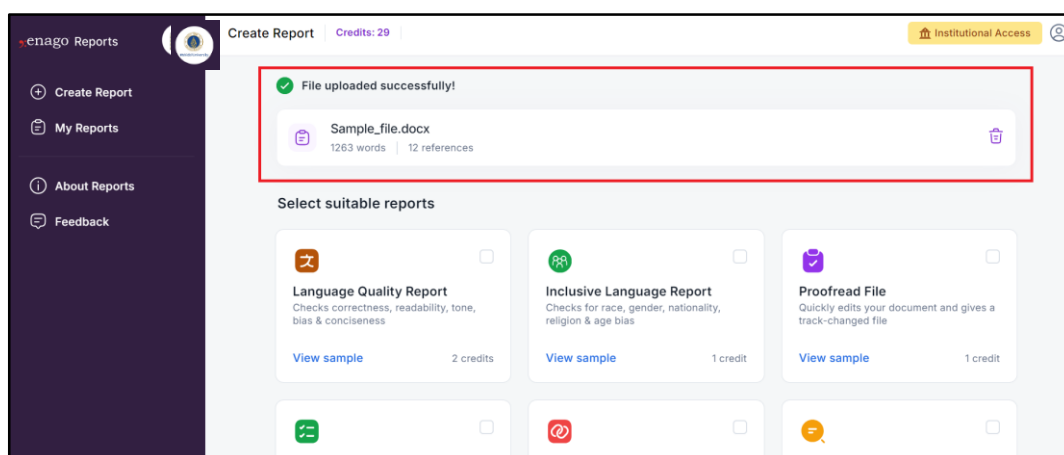 enago Reports
Create Report
Credits: 29
Institutional Access
Create Report
My Reports
About Reports
Feedback
File uploaded successfully!
Sample_file.docx
1263 words
12 references
Select suitable reports
Language Quality Report
Checks correctness, readability, tone,
bias & conciseness
View sample
2 credits
Inclusive Language Report
Checks for race, gender, nationality,
religion & age bias
View sample
1 credit
Proofread File
Quickly edits your document and gives a
track-changed file
View sample
1 credit